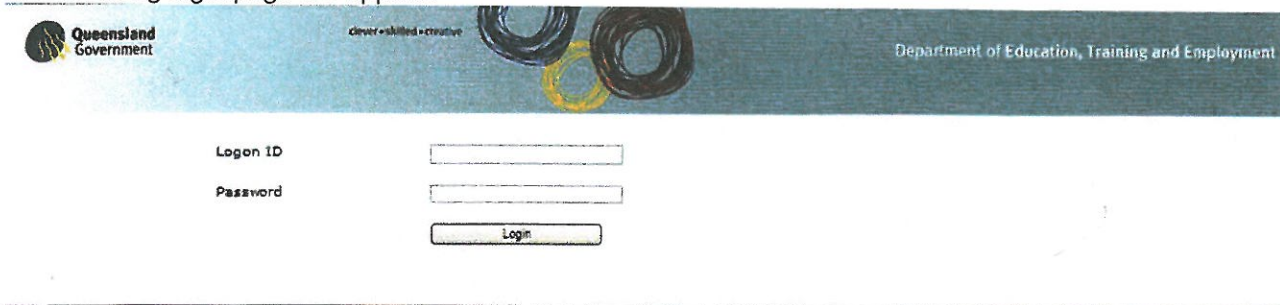 Queensland
Government
clever•skilled•creative
Department of Education, Training and Employment
Logon ID
Password
Login